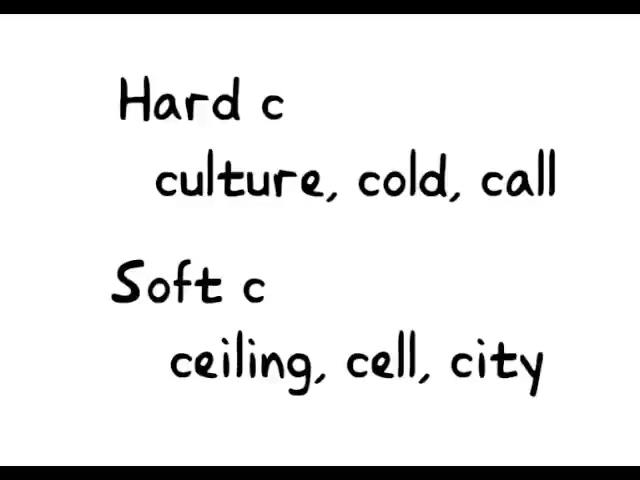 Hard c
culture, cold, call
Soft c
ceiling, cell, city